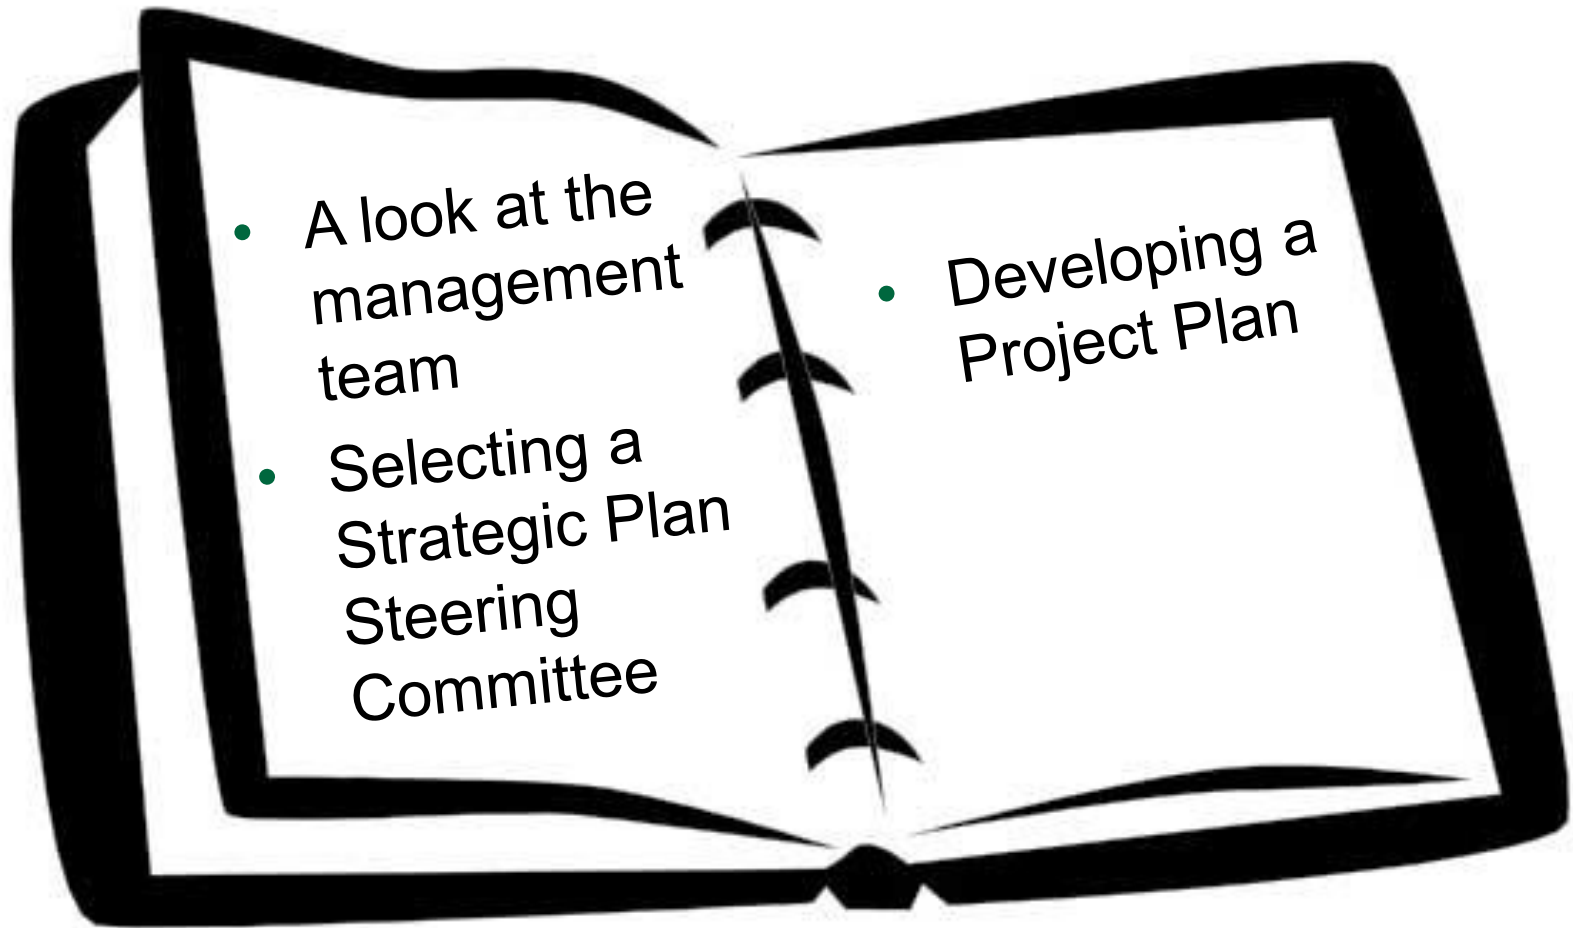 • A look at the
management
team
• Selecting a
Strategic Plan
Steering
Committee
• Developing a
Project Plan